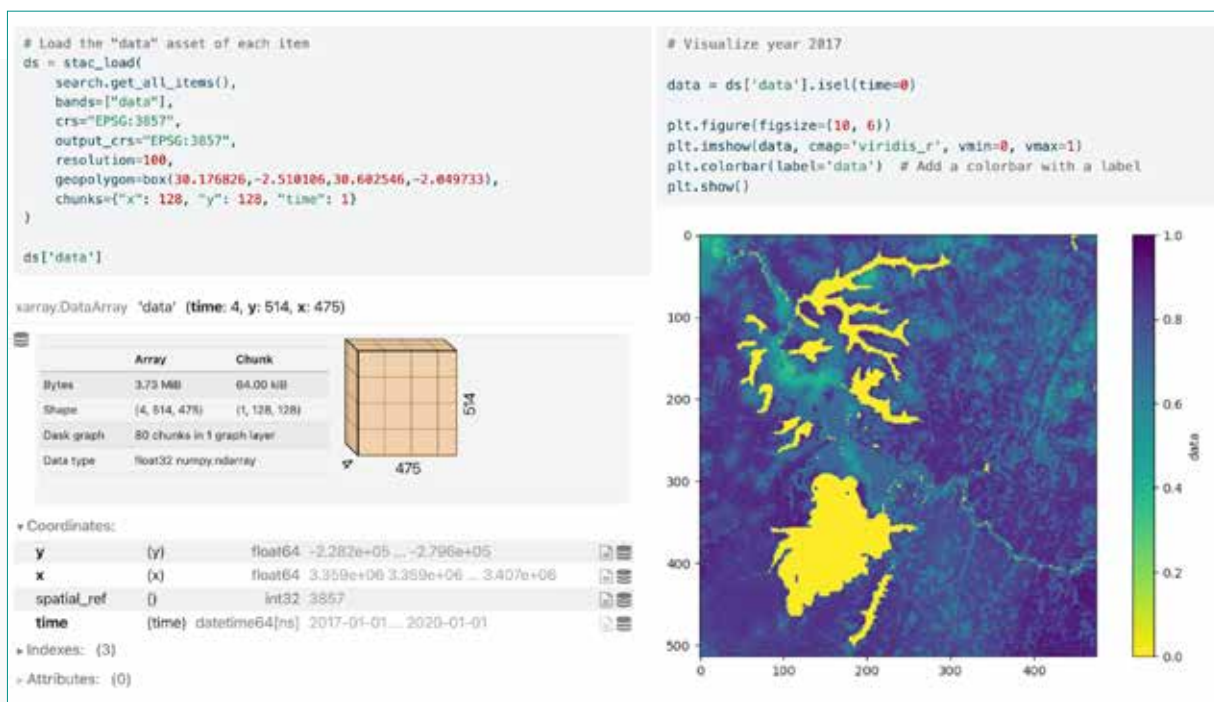 # Load the "data" asset of each item
ds = stac_load(
    search.get_all_items(),
    bands=["data"],
    crs="EPSG:3857",
    output_crs="EPSG:3857",
    resolution=100,
    geopolygon=box(30.176826,-2.510106,30.602546,-2.049733),
    chunks={"x": 128, "y": 128, "time": 1}
)
ds['data']
xarray.DataArray 'data' (time: 4, y: 514, x: 475)
Array Chunk
Bytes 3.73 MiB 64.00 kiB
Shape (4, 514, 475) (1, 128, 128)
Dask graph 80 chunks in 1 graph layer
Data type float32 numpy.ndarray
514
4
475
Coordinates:
y (y) float64 -2.282e+05 ... -2.796e+05
x (x) float64 3.359e+06 3.359e+06 ... 3.407e+06
spatial_ref () int32 3857
time (time) datetime64[ns] 2017-01-01 ... 2020-01-01
Indexes: (3)
Attributes: (0)
# Visualize year 2017
data = ds['data'].isel(time=0)
plt.figure(figsize=(10, 6))
plt.imshow(data, cmap='viridis_r', vmin=0, vmax=1)
plt.colorbar(label='data')  # Add a colorbar with a label
plt.show()
0
100
200
300
400
500
0 100 200 300 400
1.0
0.8
0.6
0.4
0.2
0.0
data